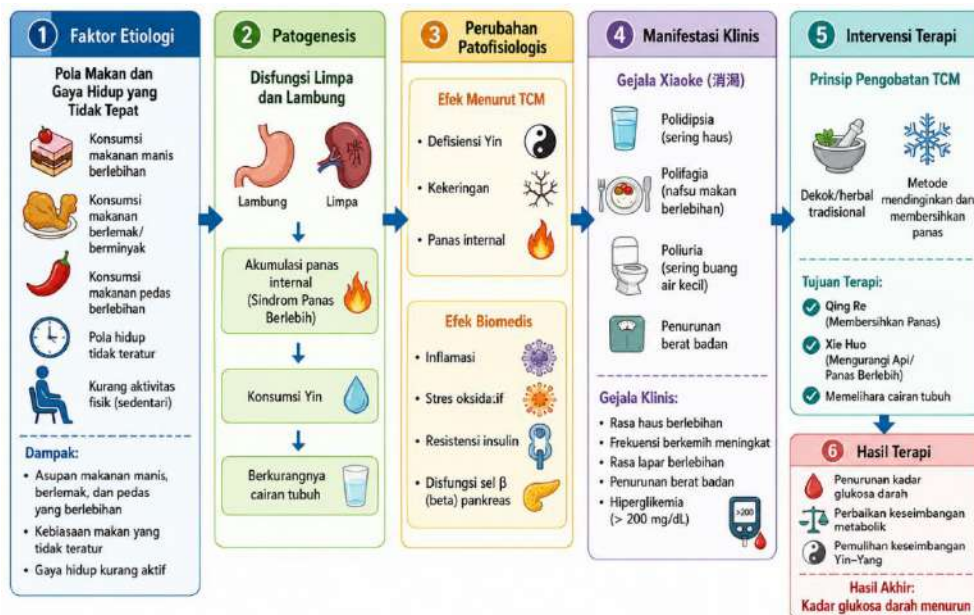 1 Faktor Etiologi
Pola Makan dan
Gaya Hidup yang
Tidak Tepat
Konsumsi
makanan manis
berlebihan
Konsumsi
makanan
berlemak/
berminyak
Konsumsi
makanan pedas
berlebihan
Pola hidup
tidak teratur
Kurang aktivitas
fisik (sedentari)
Dampak:
• Asupan makanan manis,
berlemak, dan pedas
yang berlebihan
• Kebiasaan makan yang
tidak teratur
• Gaya hidup kurang aktif
2 Patogenesis
Disfungsi Limpa
dan Lambung
Lambung Limpa
Akumulasi panas
internal
(Sindrom Panas
Berlebih)
Konsumsi Yin
Berkurangnya
cairan tubuh
3 Perubahan
Patofisiologis
Efek Menurut TCM
• Defisiensi Yin
• Kekeringan
• Panas internal
Efek Biomedis
• Inflamasi
• Stres oksida:if
• Resistensi insulin
• Disfungsi sel β
(beta) pankreas
4 Manifestasi Klinis
Gejala Xiaoke (消渴)
Polidipsia
(sering haus)
Polifagia
(nafsu makan
berlebihan)
Poliuria
(sering buang
air kecil)
Penurunan
berat badan
Gejala Klinis:
• Rasa haus berlebihan
• Frekuensi berkemih meningkat
• Rasa lapar berlebihan
• Penurunan berat badan
• Hiperglikemia
(> 200 mg/dL)
>200
5 Intervensi Terapi
Prinsip Pengobatan TCM
Dekok/herbal
tradisional
Metode
mendinginkan dan
membersihkan
panas
Tujuan Terapi:
Qing Re
(Membersihkan Panas)
Xie Huo
(Mengurangi Api/
Panas Berlebih)
Memelihara cairan tubuh
6 Hasil Terapi
Penurunan kadar
glukosa darah
Perbaikan keseimbangan
metabolik
Pemulihan keseimbangan
Yin–Yang
Hasil Akhir:
Kadar glukosa darah menurun